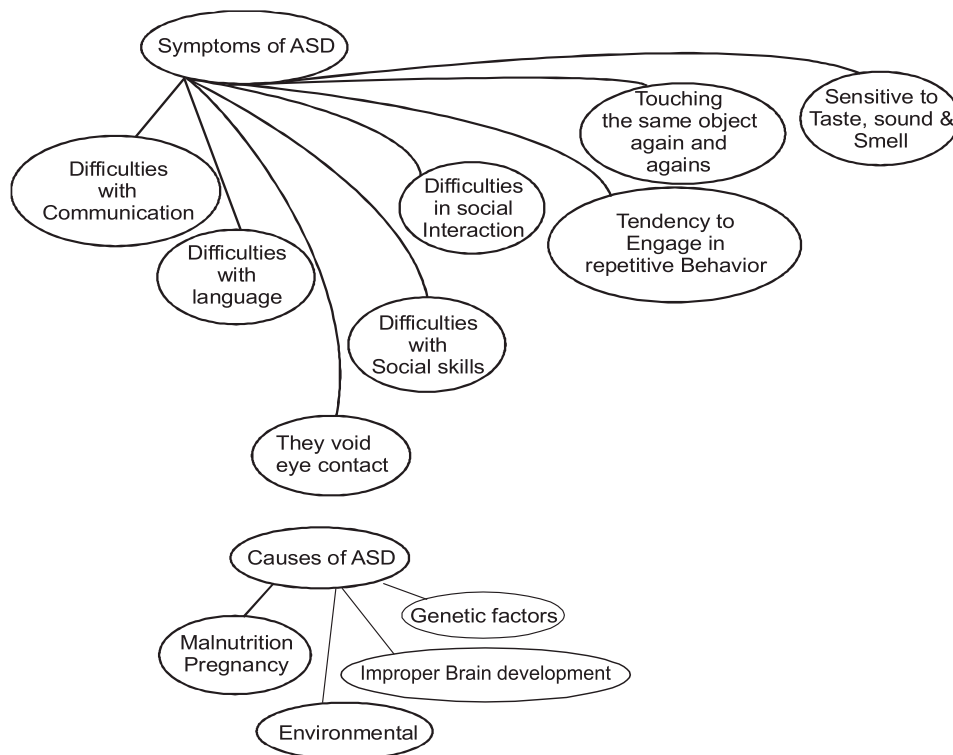 Symptoms of ASD
Difficulties
with
Communication
Difficulties
with
language
They void
eye contact
Difficulties
with
Social skills
Difficulties
in social
Interaction
Tendency to
Engage in
repetitive Behavior
Touching
the same object
again and
agains
Sensitive to
Taste, sound &
Smell
Causes of ASD
Malnutrition
Pregnancy
Environmental
Improper Brain development
Genetic factors